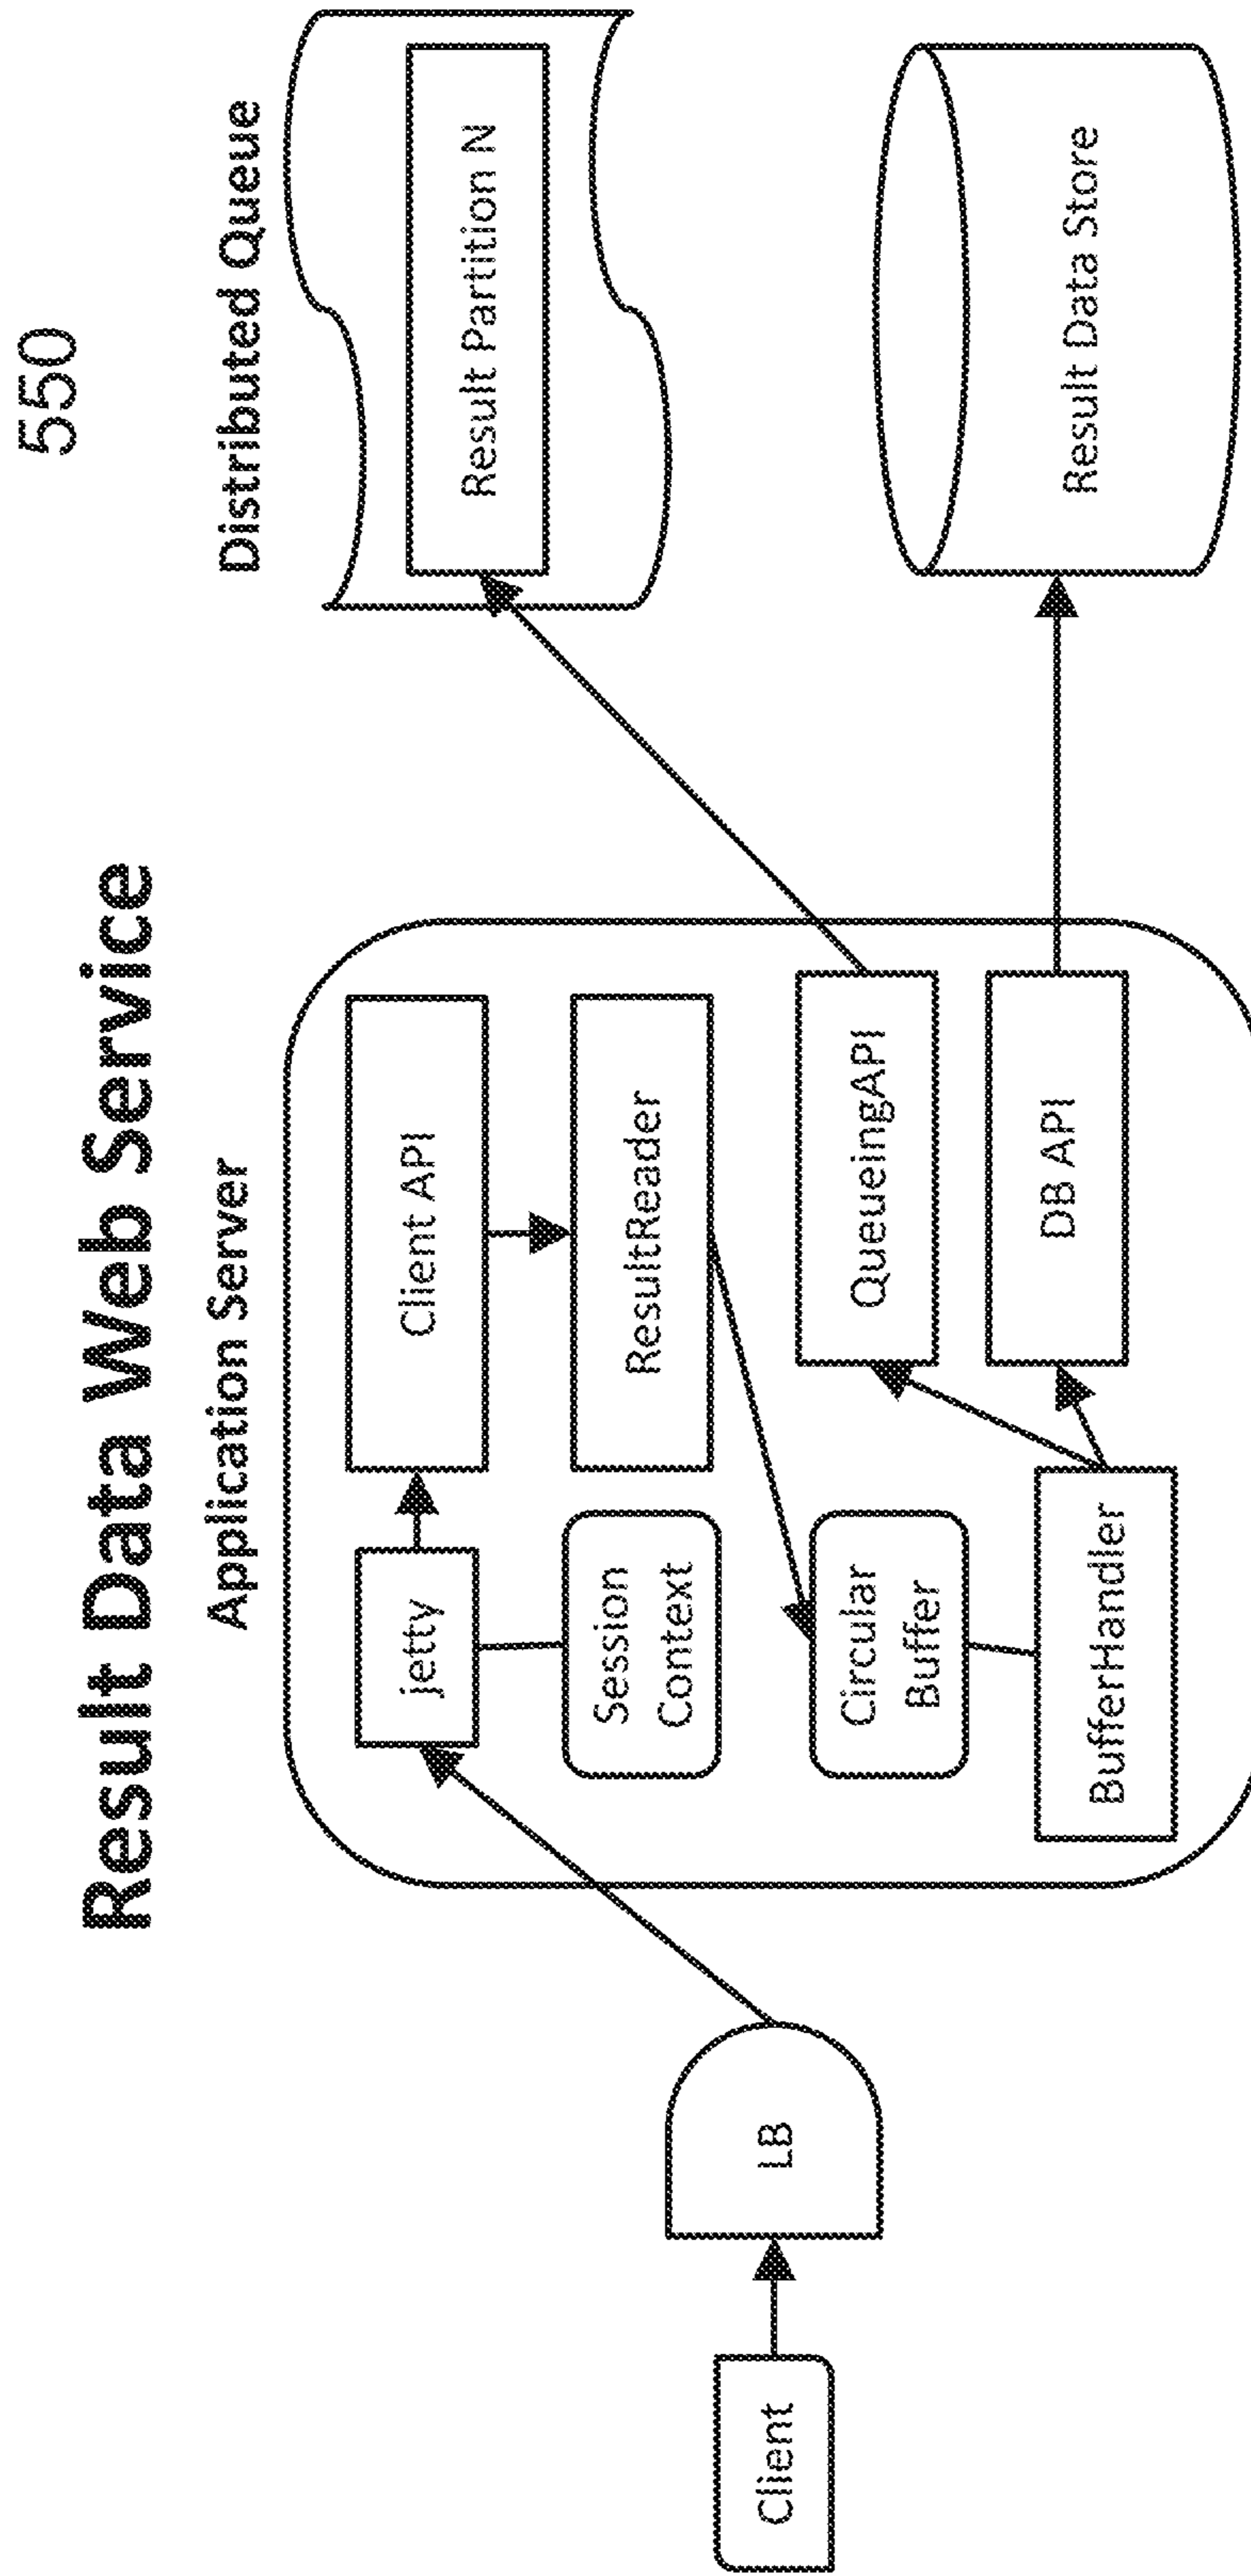 550
Result Data Web Service
Application Server
Distributed Queue
jetty
Client API
Result Partition N
Session
Context
ResultReader
Client
LB
Circular
Buffer
QueueingAPI
BufferHandler
DB API
Result Data Store